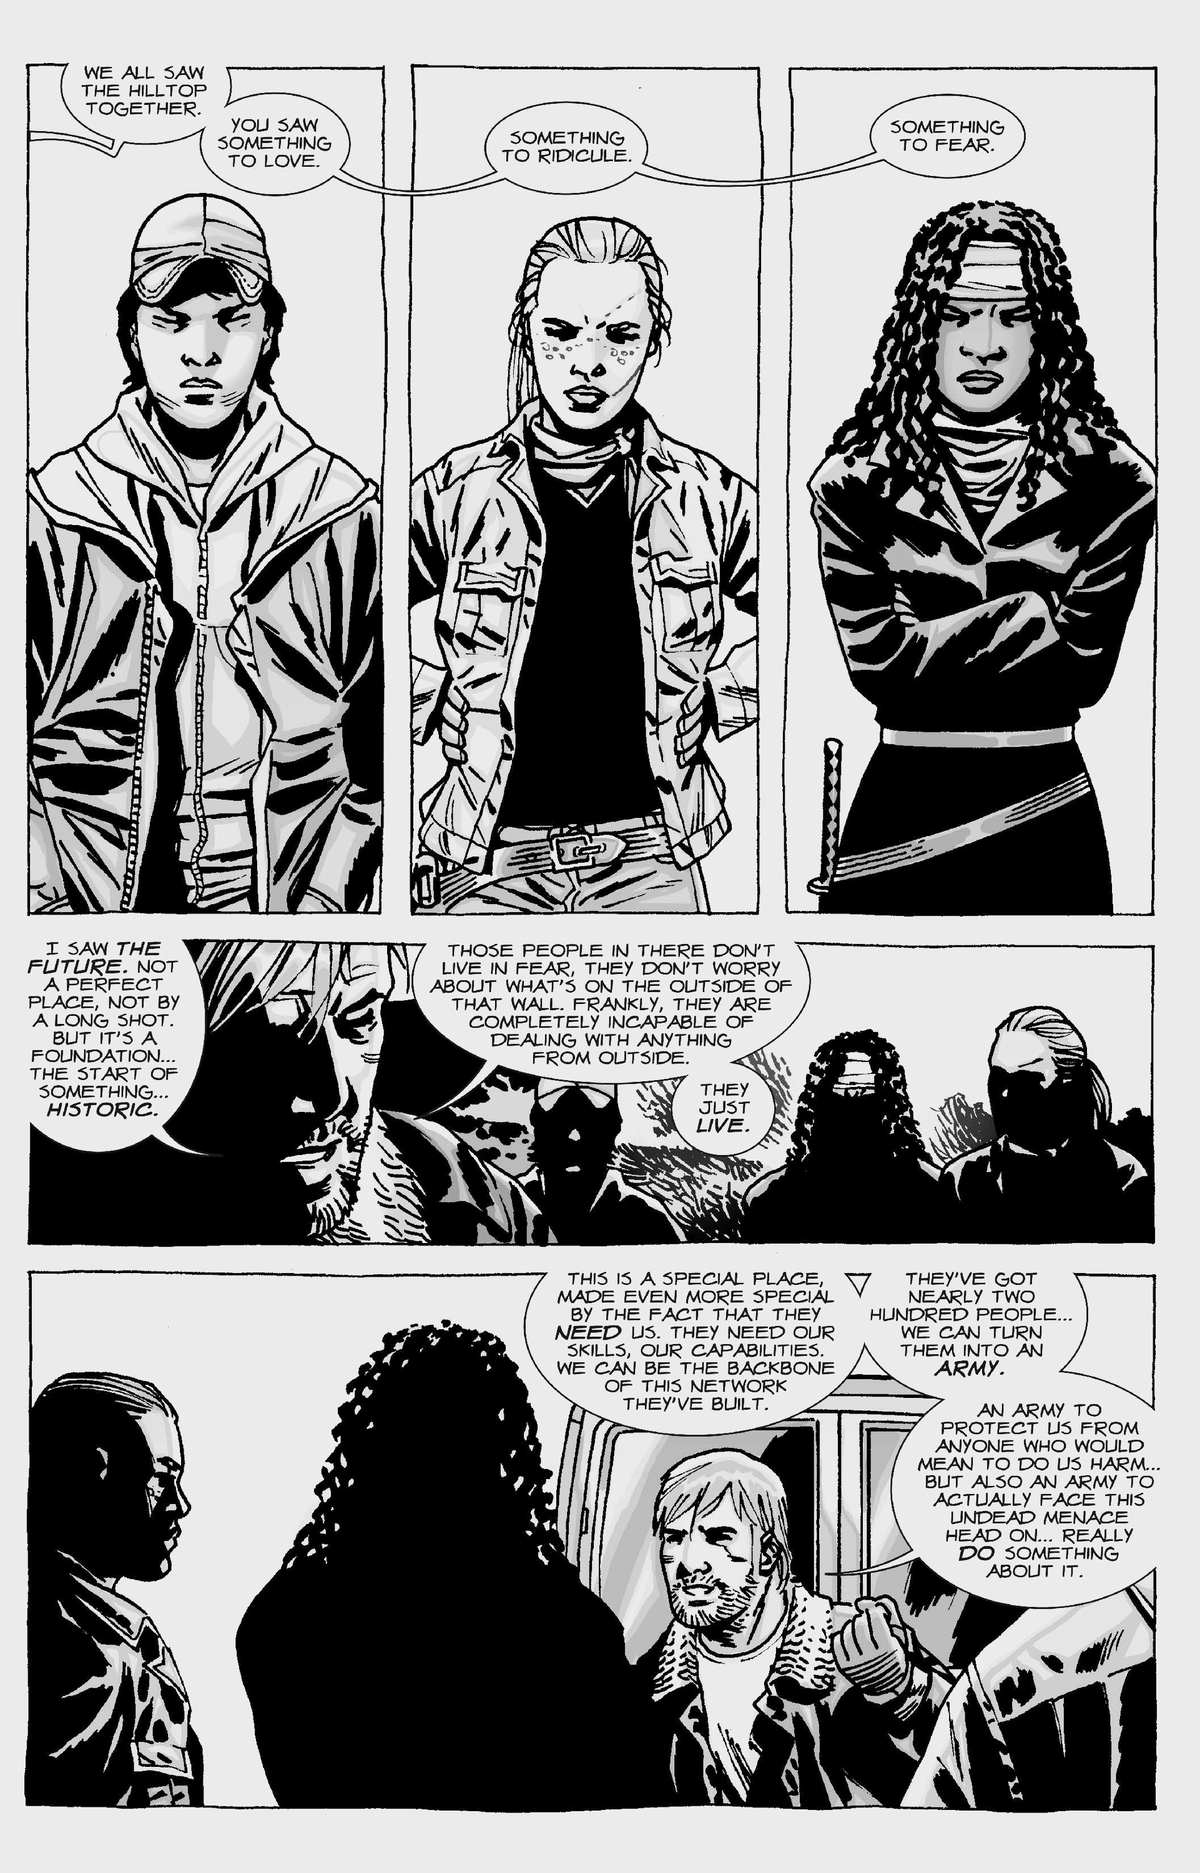 WE ALL SAW
THE HILLTOP
TOGETHER.
YOU SAW
SOMETHING
TO LOVE.
SOMETHING
TO RIDICULE.
SOMETHING
TO FEAR.
I SAW THE
FUTURE. NOT
A PERFECT
PLACE, NOT BY
A LONG SHOT.
BUT IT'S A
FOUNDATION...
THE START OF
SOMETHING...
HISTORIC.
THOSE PEOPLE IN THERE DON'T
LIVE IN FEAR, THEY DON'T WORRY
ABOUT WHAT'S ON THE OUTSIDE OF
THAT WALL. FRANKLY, THEY ARE
COMPLETELY INCAPABLE OF
DEALING WITH ANYTHING
FROM OUTSIDE.
THEY
JUST
LIVE.
THIS IS A SPECIAL PLACE,
MADE EVEN MORE SPECIAL
BY THE FACT THAT THEY
NEED US. THEY NEED OUR
SKILLS, OUR CAPABILITIES.
WE CAN BE THE BACKBONE
OF THIS NETWORK
THEY'VE BUILT.
THEY'VE GOT
NEARLY TWO
HUNDRED PEOPLE...
WE CAN TURN
THEM INTO AN
ARMY.
AN ARMY TO
PROTECT US FROM
ANYONE WHO WOULD
MEAN TO DO US HARM...
BUT ALSO AN ARMY TO
ACTUALLY FACE THIS
UNDEAD MENACE
HEAD ON... REALLY
DO SOMETHING
ABOUT IT.